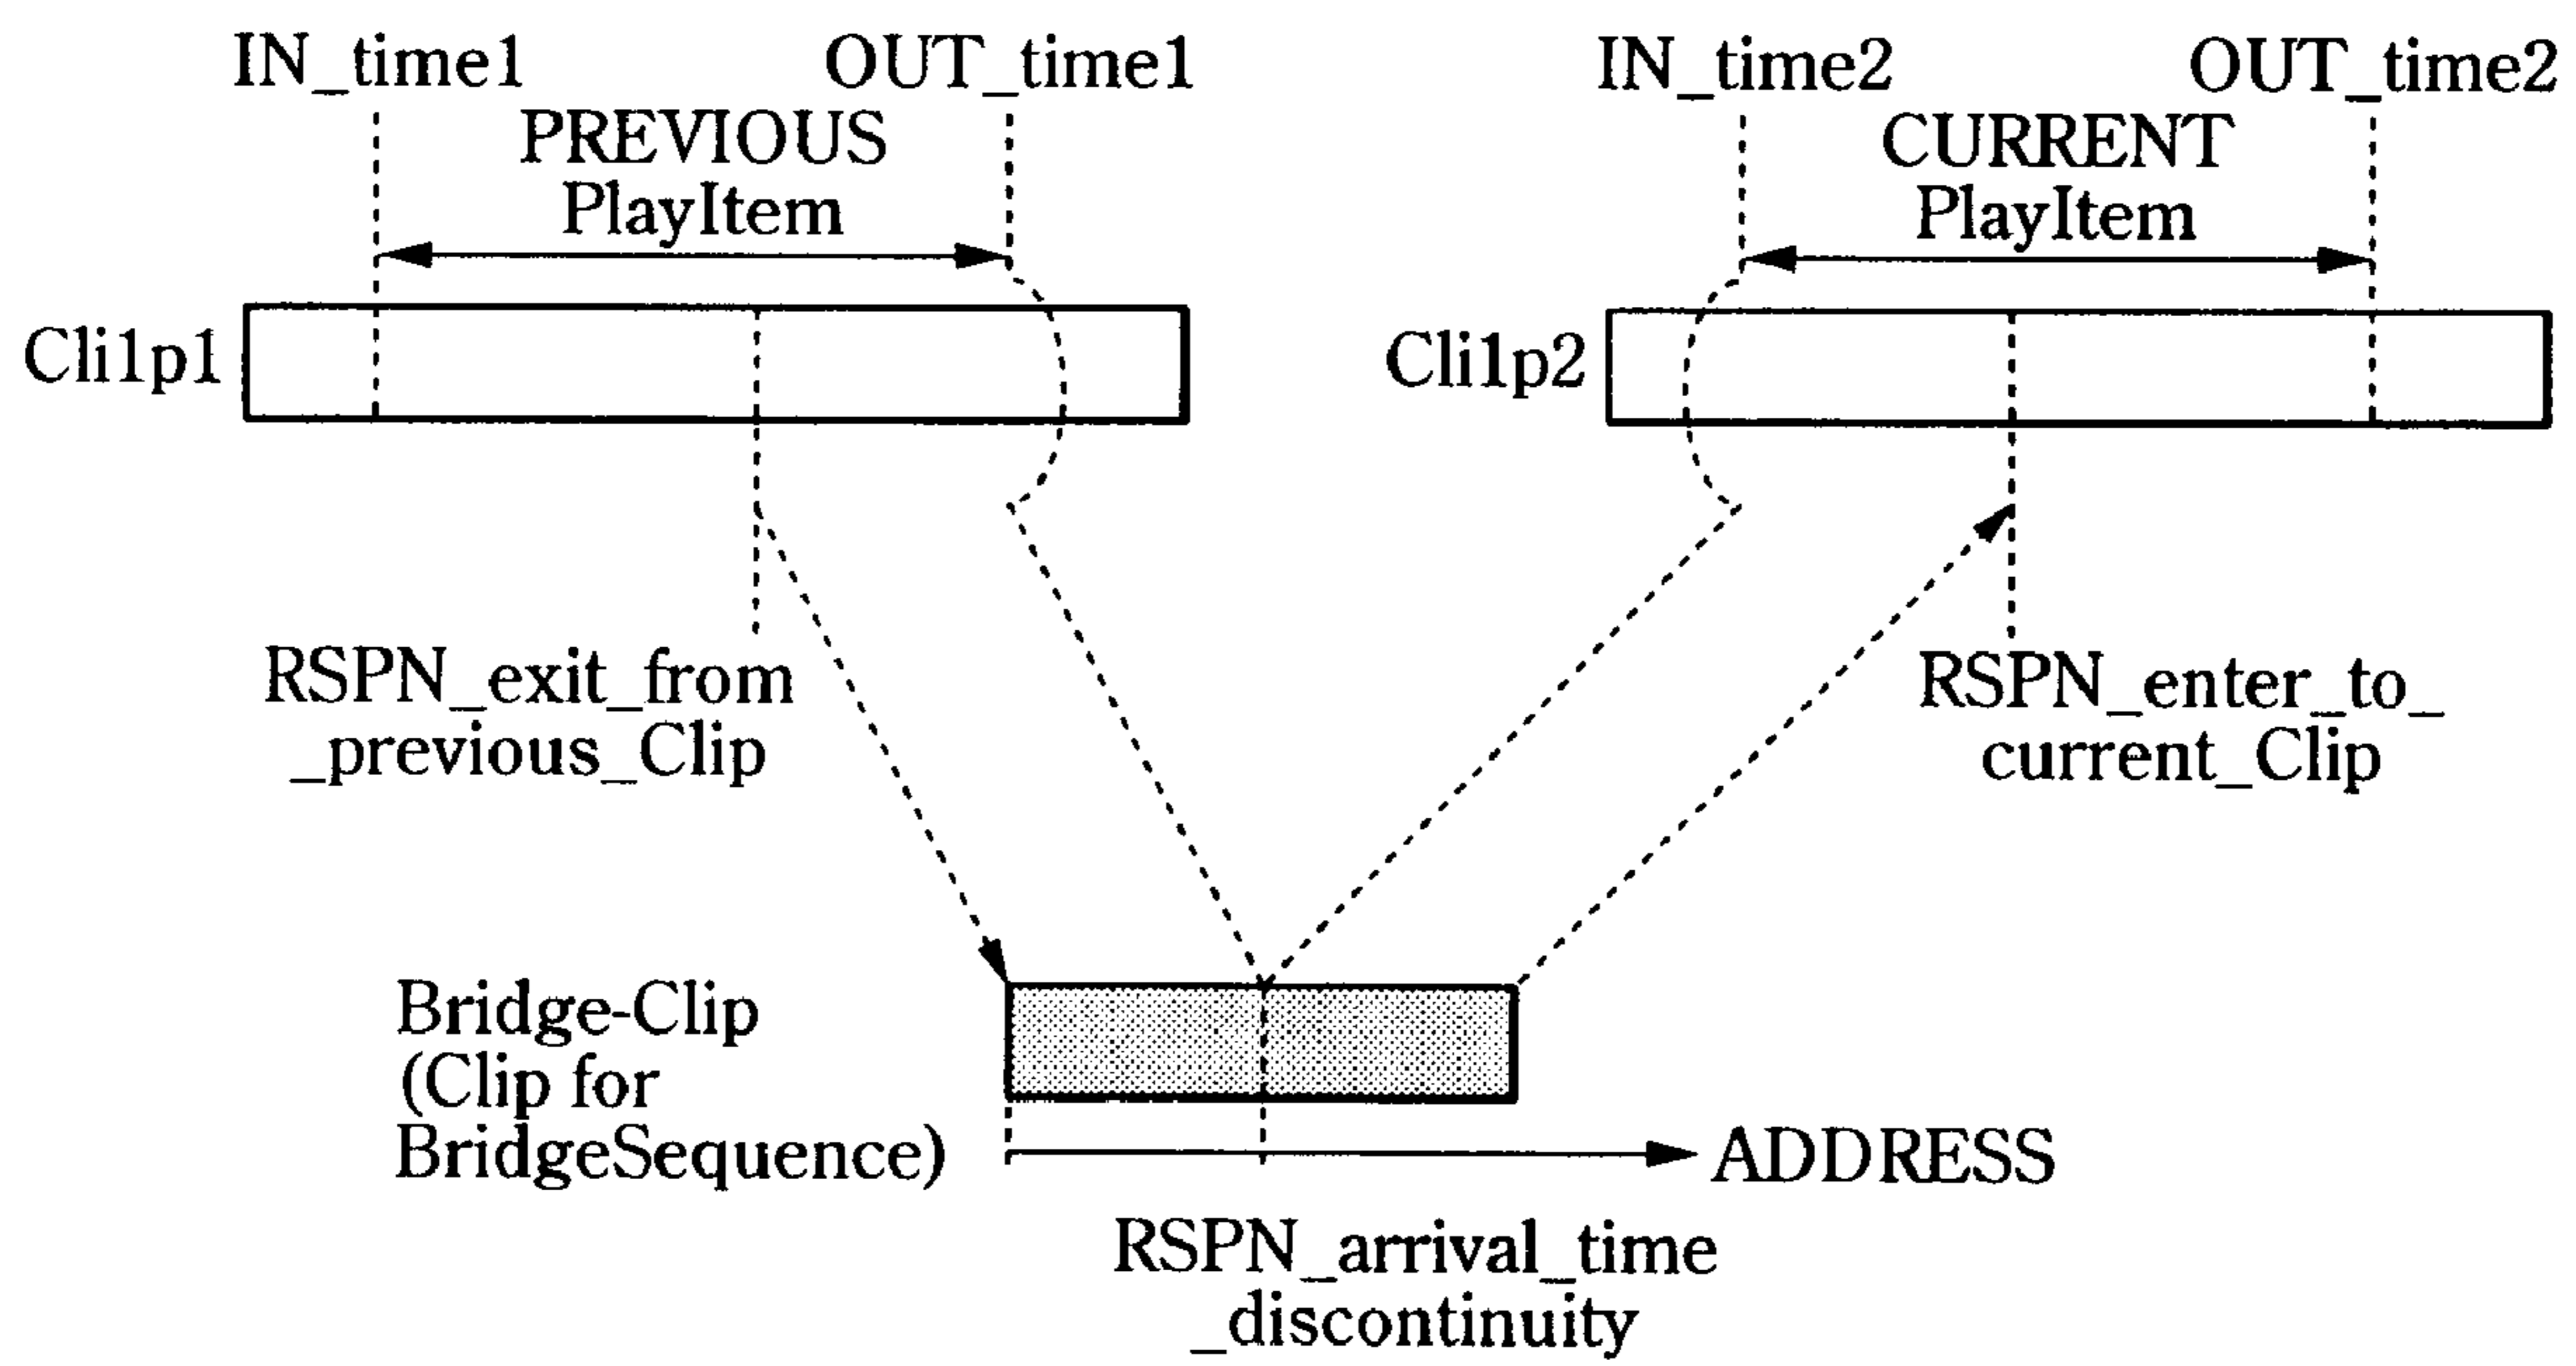 IN_time1
OUT_time1
IN_time2
OUT_time2
PREVIOUS
PlayItem
CURRENT
PlayItem
Cli1p1
Cli1p2
RSPN_exit_from
_previous_Clip
RSPN_enter_to_
current_Clip
Bridge-Clip
(Clip for
BridgeSequence)
ADDRESS
RSPN_arrival_time
_discontinuity